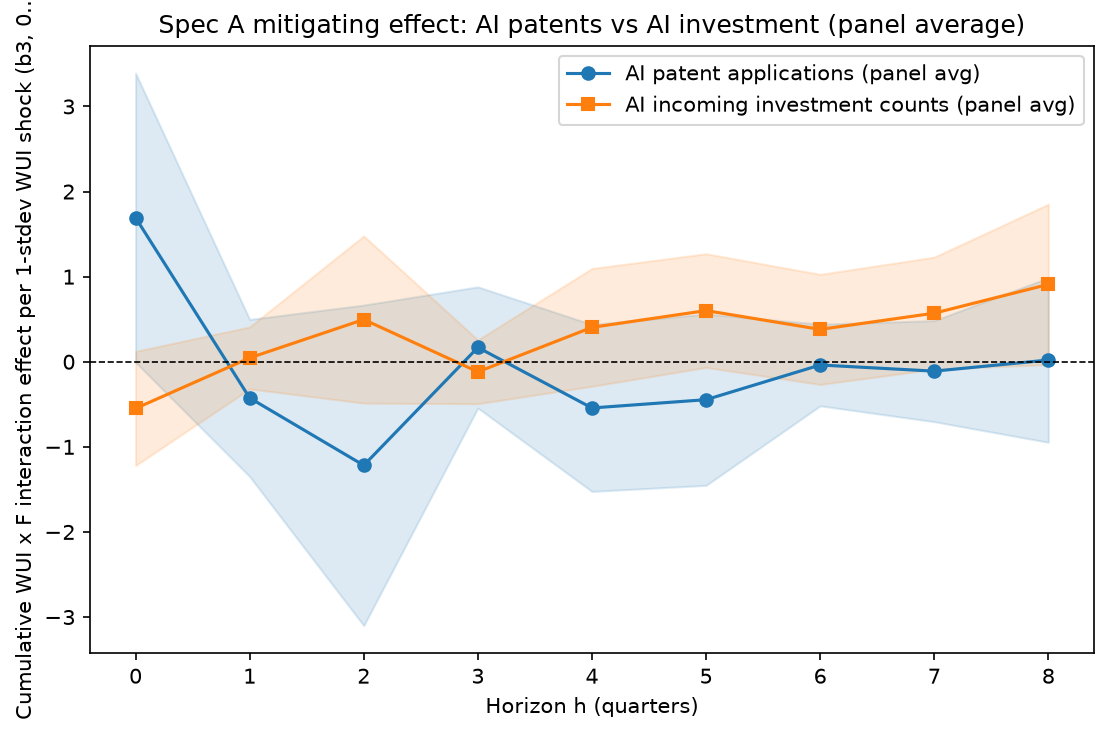 Spec A mitigating effect: AI patents vs AI investment (panel average)
AI patent applications (panel avg)
AI incoming investment counts (panel avg)
Cumulative WUI x F interaction effect per 1-stdev WUI shock (b3, 0..
3
2
1
0
−1
−2
−3
0 1 2 3 4 5 6 7 8
Horizon h (quarters)